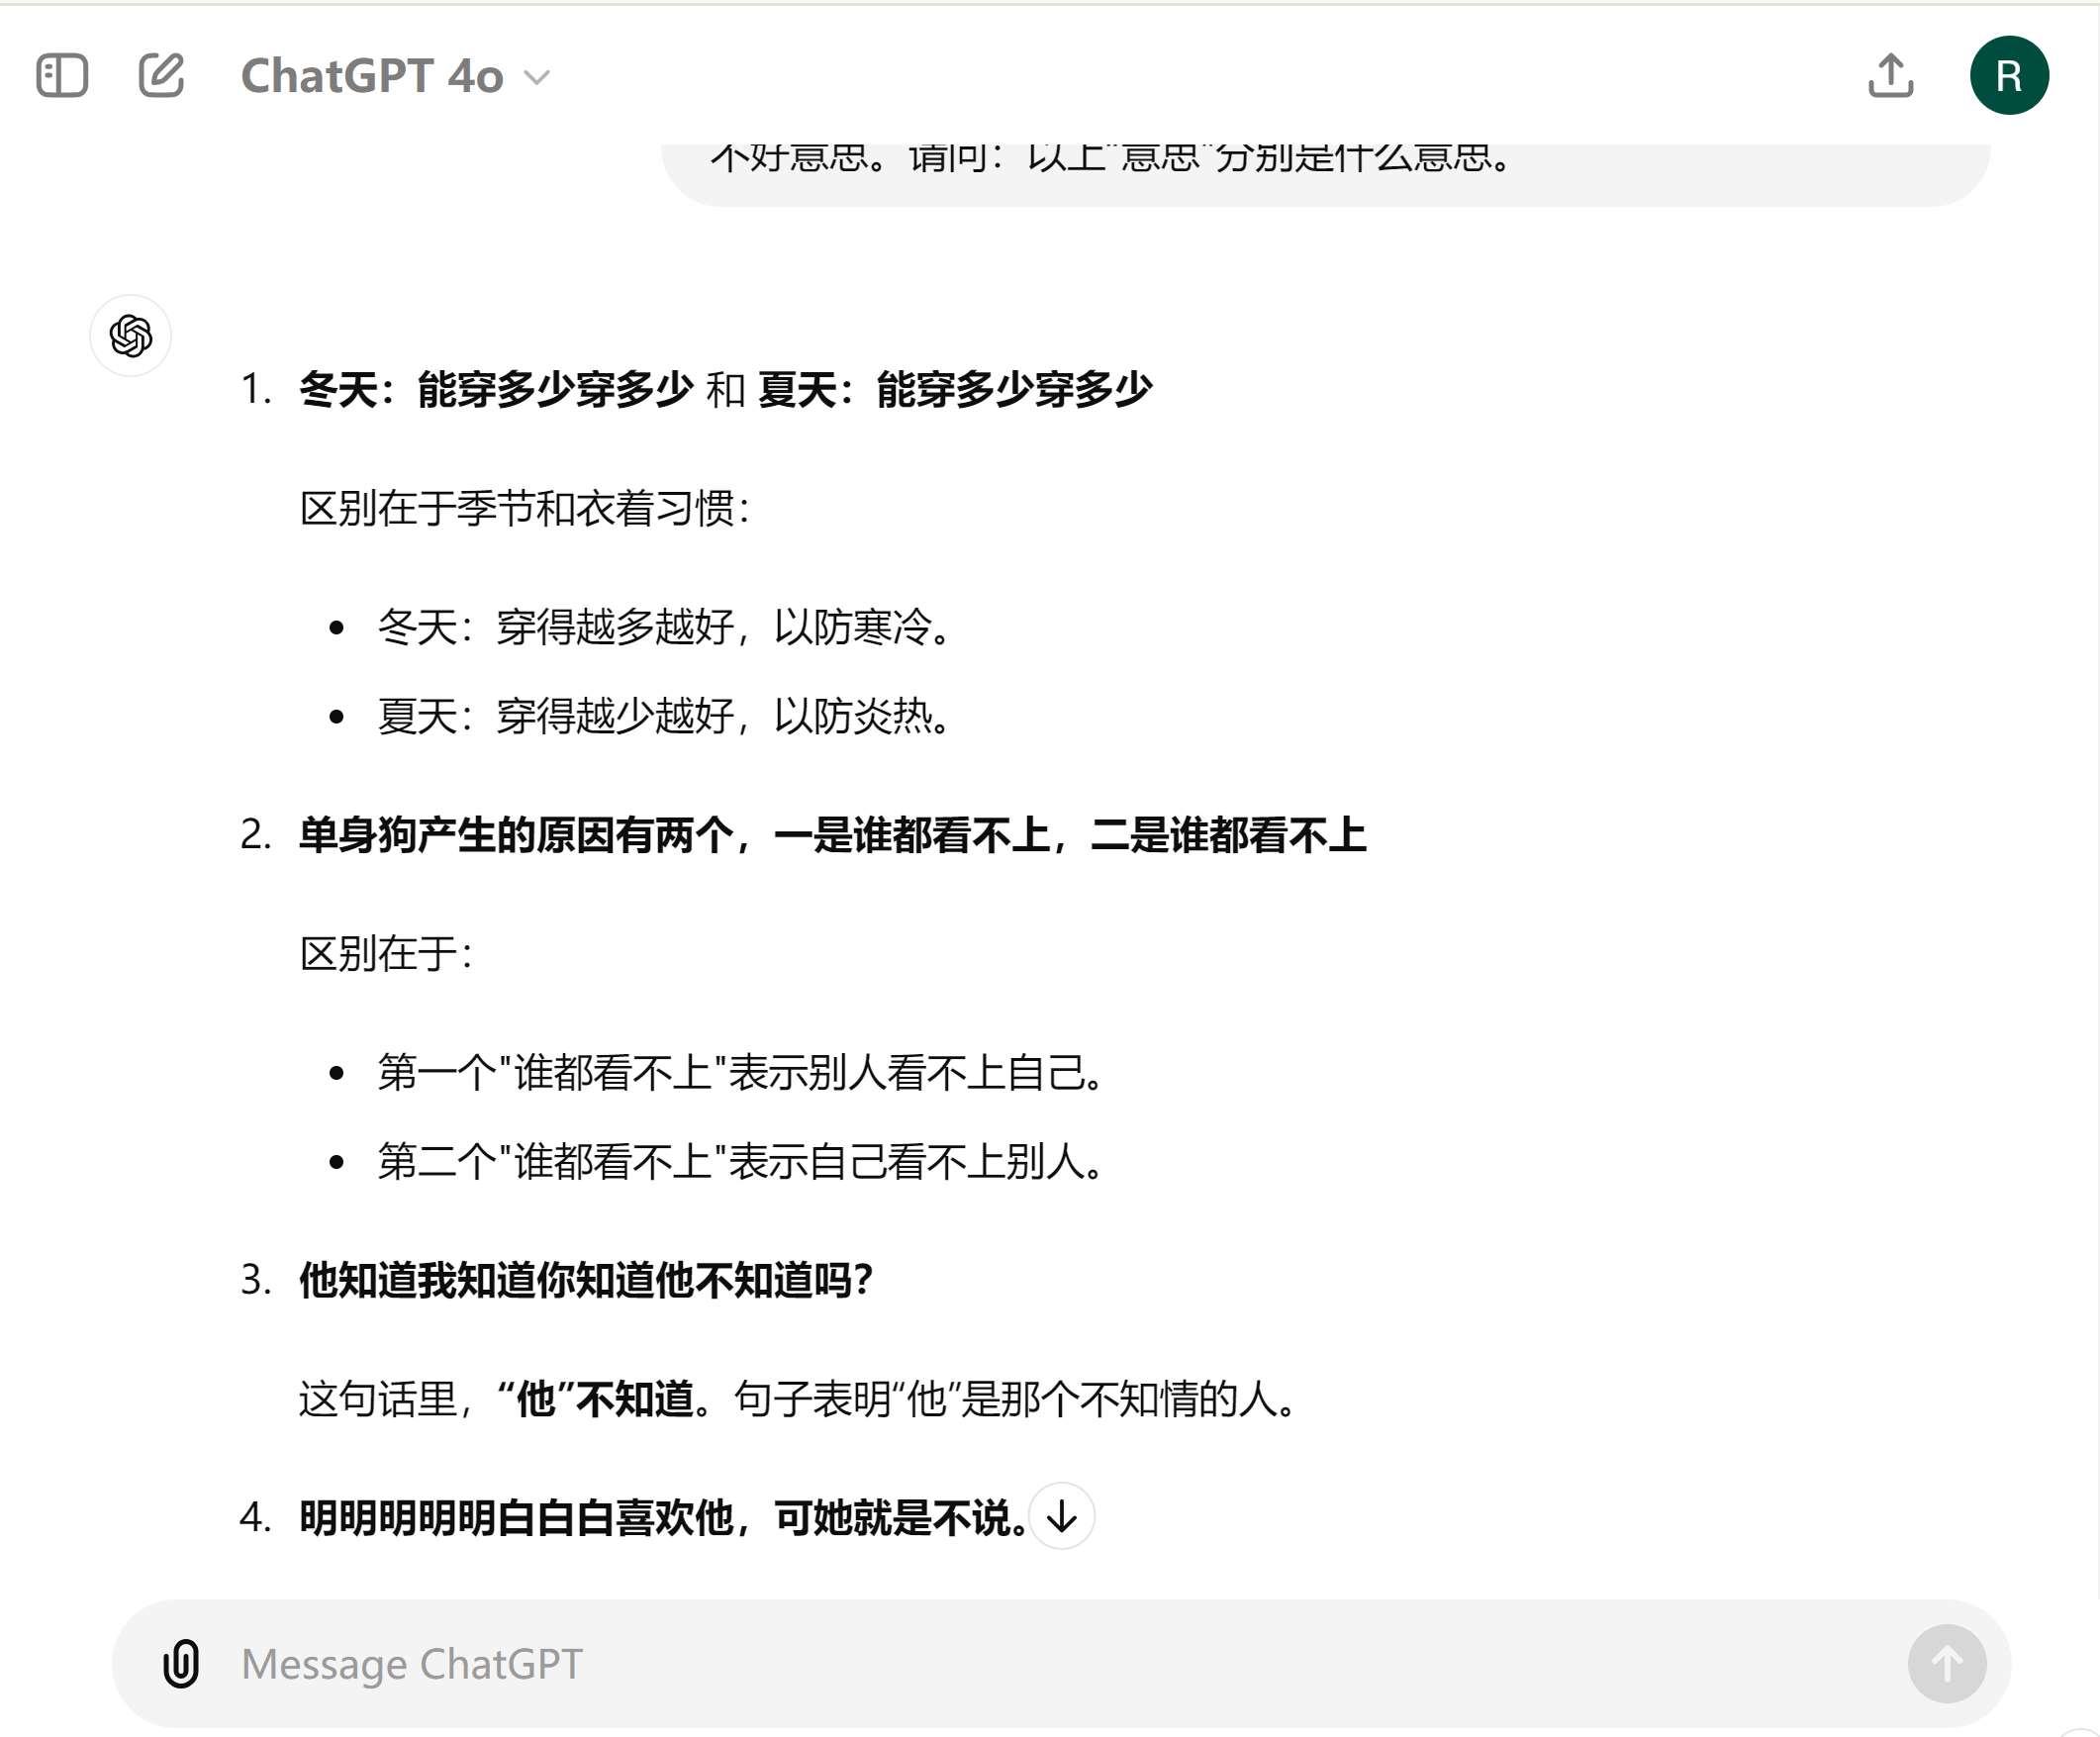 ChatGPT 4o
R
不好意思。请问：以上"意思"分别是什么意思。
1. 冬天：能穿多少穿多少 和 夏天：能穿多少穿多少
区别在于季节和衣着习惯：
• 冬天：穿得越多越好，以防寒冷。
• 夏天：穿得越少越好，以防炎热。
2. 单身狗产生的原因有两个，一是谁都看不上，二是谁都看不上
区别在于：
• 第一个"谁都看不上"表示别人看不上自己。
• 第二个"谁都看不上"表示自己看不上别人。
3. 他知道我知道你知道他不知道吗？
这句话里，“他”不知道。句子表明“他”是那个不知情的人。
4. 明明明明明白白白喜欢他，可她就是不说。
Message ChatGPT